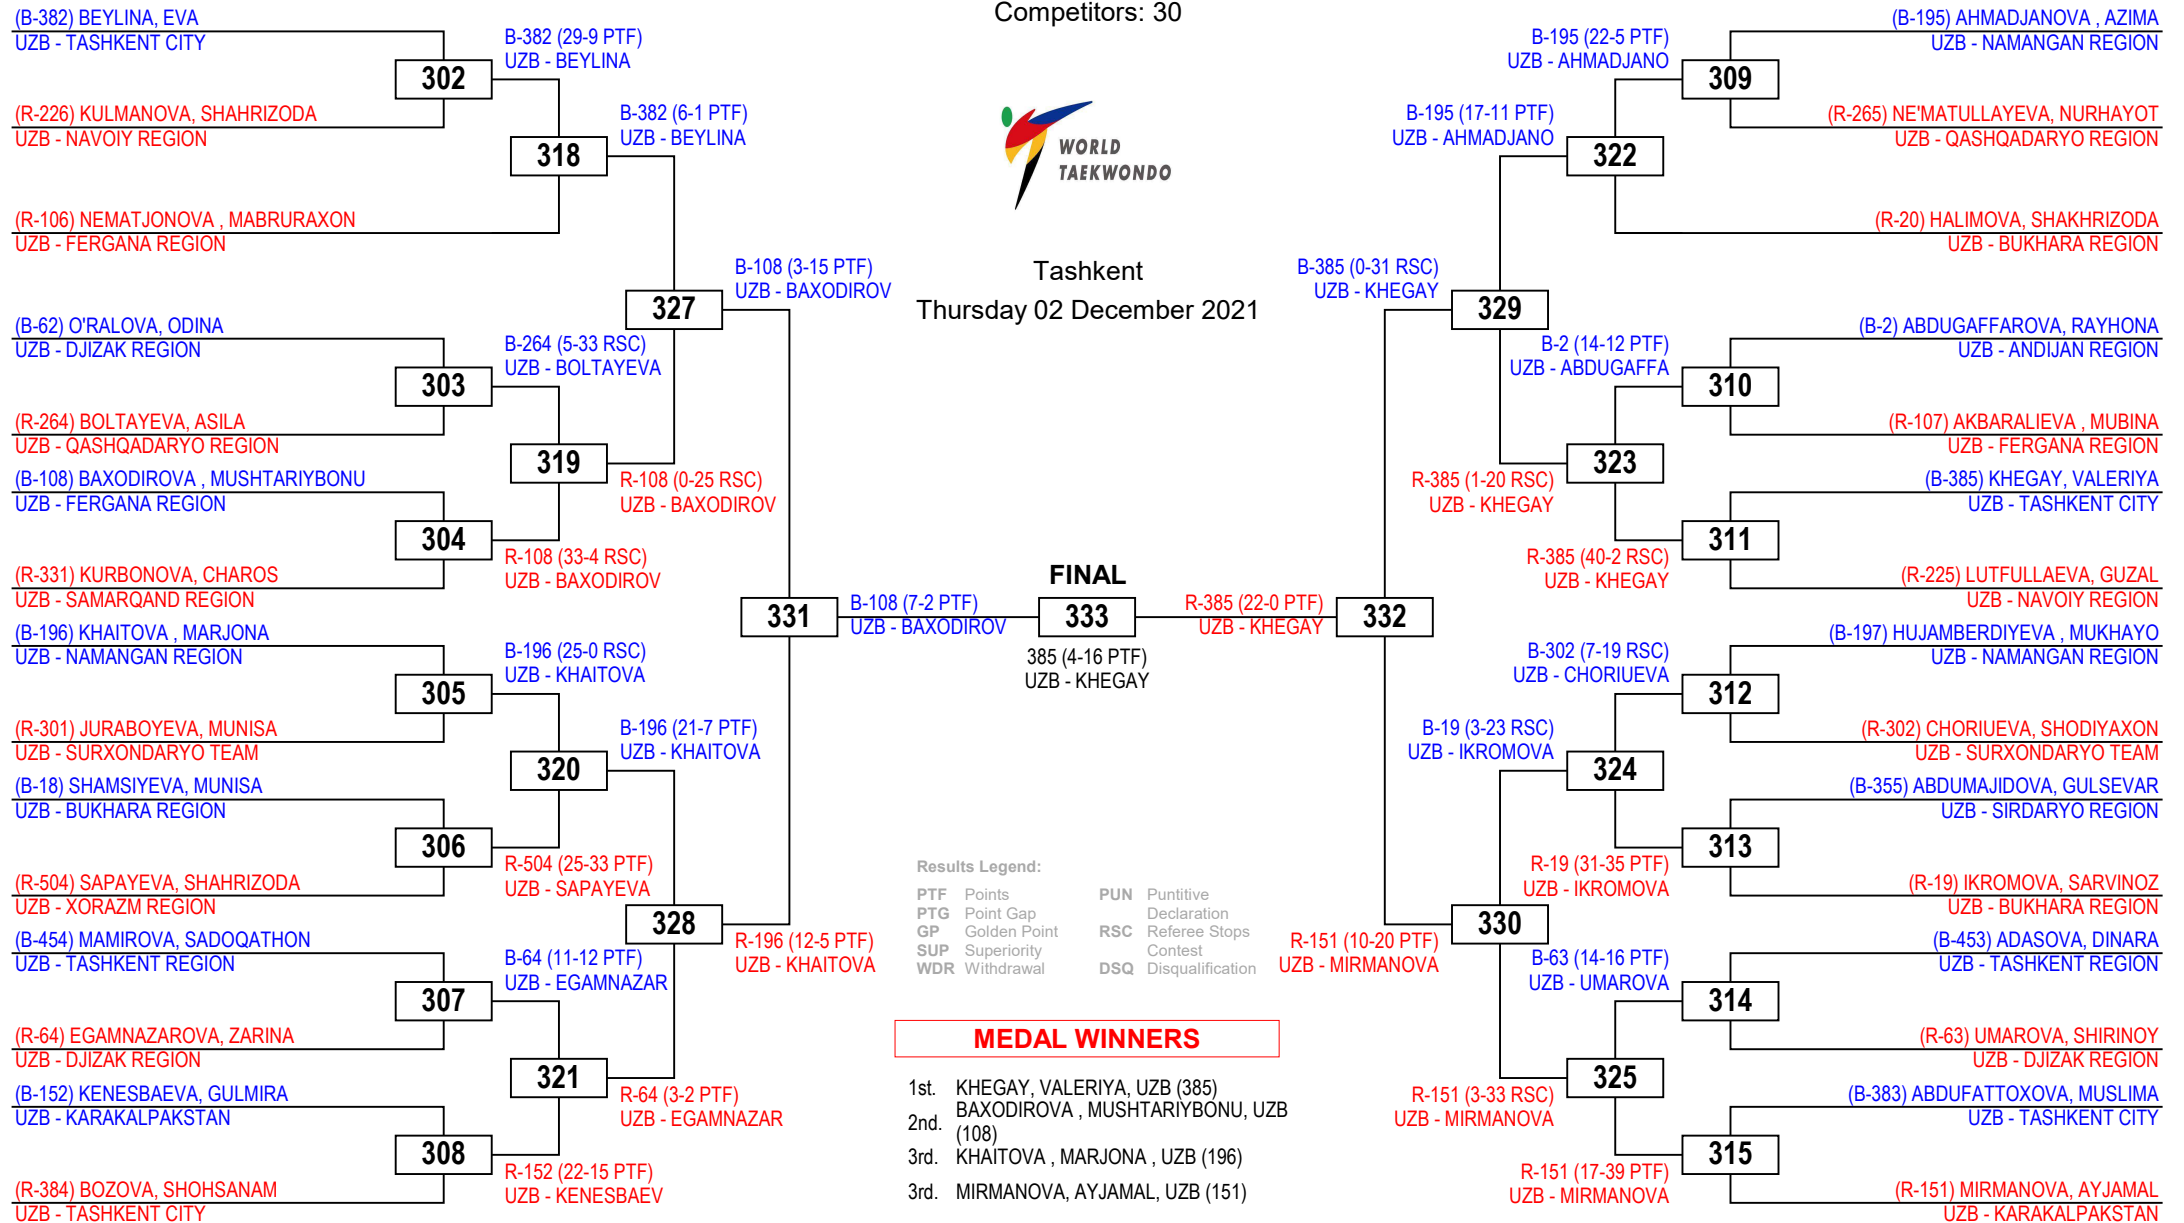 Competitors: 30
WORLD
TAEKWONDO
Tashkent
Thursday 02 December 2021
(B-382) BEYLINA, EVA
UZB - TASHKENT CITY
302
(R-226) KULMANOVA, SHAHRIZODA
UZB - NAVOIY REGION
B-382 (29-9 PTF)
UZB - BEYLINA
318
(R-106) NEMATJONOVA , MABRURAXON
UZB - FERGANA REGION
B-382 (6-1 PTF)
UZB - BEYLINA
327
(B-62) O'RALOVA, ODINA
UZB - DJIZAK REGION
303
(R-264) BOLTAYEVA, ASILA
UZB - QASHQADARYO REGION
B-264 (5-33 RSC)
UZB - BOLTAYEVA
319
(B-108) BAXODIROVA , MUSHTARIYBONU
UZB - FERGANA REGION
304
(R-331) KURBONOVA, CHAROS
UZB - SAMARQAND REGION
R-108 (33-4 RSC)
UZB - BAXODIROV
R-108 (0-25 RSC)
UZB - BAXODIROV
B-108 (3-15 PTF)
UZB - BAXODIROV
331
(B-196) KHAITOVA , MARJONA
UZB - NAMANGAN REGION
305
(R-301) JURABOYEVA, MUNISA
UZB - SURXONDARYO TEAM
B-196 (25-0 RSC)
UZB - KHAITOVA
320
(B-18) SHAMSIYEVA, MUNISA
UZB - BUKHARA REGION
306
(R-504) SAPAYEVA, SHAHRIZODA
UZB - XORAZM REGION
R-504 (25-33 PTF)
UZB - SAPAYEVA
B-196 (21-7 PTF)
UZB - KHAITOVA
328
(B-454) MAMIROVA, SADOQATHON
UZB - TASHKENT REGION
307
(R-64) EGAMNAZAROVA, ZARINA
UZB - DJIZAK REGION
B-64 (11-12 PTF)
UZB - EGAMNAZAR
321
(B-152) KENESBAEVA, GULMIRA
UZB - KARAKALPAKSTAN
308
(R-384) BOZOVA, SHOHSANAM
UZB - TASHKENT CITY
R-152 (22-15 PTF)
UZB - KENESBAEV
R-64 (3-2 PTF)
UZB - EGAMNAZAR
R-196 (12-5 PTF)
UZB - KHAITOVA
B-108 (7-2 PTF)
UZB - BAXODIROV
FINAL
333
385 (4-16 PTF)
UZB - KHEGAY
R-385 (22-0 PTF)
UZB - KHEGAY
332
(B-195) AHMADJANOVA , AZIMA
UZB - NAMANGAN REGION
309
(R-265) NE'MATULLAYEVA, NURHAYOT
UZB - QASHQADARYO REGION
B-195 (22-5 PTF)
UZB - AHMADJANO
322
(R-20) HALIMOVA, SHAKHRIZODA
UZB - BUKHARA REGION
B-195 (17-11 PTF)
UZB - AHMADJANO
329
(B-2) ABDUGAFFAROVA, RAYHONA
UZB - ANDIJAN REGION
310
(R-107) AKBARALIEVA , MUBINA
UZB - FERGANA REGION
B-2 (14-12 PTF)
UZB - ABDUGAFFA
323
(B-385) KHEGAY, VALERIYA
UZB - TASHKENT CITY
311
(R-225) LUTFULLAEVA, GUZAL
UZB - NAVOIY REGION
R-385 (40-2 RSC)
UZB - KHEGAY
R-385 (1-20 RSC)
UZB - KHEGAY
B-385 (0-31 RSC)
UZB - KHEGAY
(B-197) HUJAMBERDIYEVA , MUKHAYO
UZB - NAMANGAN REGION
312
(R-302) CHORIUEVA, SHODIYAXON
UZB - SURXONDARYO TEAM
B-302 (7-19 RSC)
UZB - CHORIUEVA
324
(B-355) ABDUMAJIDOVA, GULSEVAR
UZB - SIRDARYO REGION
313
(R-19) IKROMOVA, SARVINOZ
UZB - BUKHARA REGION
R-19 (31-35 PTF)
UZB - IKROMOVA
B-19 (3-23 RSC)
UZB - IKROMOVA
330
(B-453) ADASOVA, DINARA
UZB - TASHKENT REGION
314
(R-63) UMAROVA, SHIRINOY
UZB - DJIZAK REGION
B-63 (14-16 PTF)
UZB - UMAROVA
325
(B-383) ABDUFATTOXOVA, MUSLIMA
UZB - TASHKENT CITY
315
(R-151) MIRMANOVA, AYJAMAL
UZB - KARAKALPAKSTAN
R-151 (17-39 PTF)
UZB - MIRMANOVA
R-151 (3-33 RSC)
UZB - MIRMANOVA
R-151 (10-20 PTF)
UZB - MIRMANOVA
Results Legend:
PTF Points
PTG Point Gap
GP Golden Point
SUP Superiority
WDR Withdrawal
PUN Puntitive
Declaration
RSC Referee Stops
Contest
DSQ Disqualification
MEDAL WINNERS
1st. KHEGAY, VALERIYA, UZB (385)
2nd. BAXODIROVA , MUSHTARIYBONU, UZB
(108)
3rd. KHAITOVA , MARJONA , UZB (196)
3rd. MIRMANOVA, AYJAMAL, UZB (151)